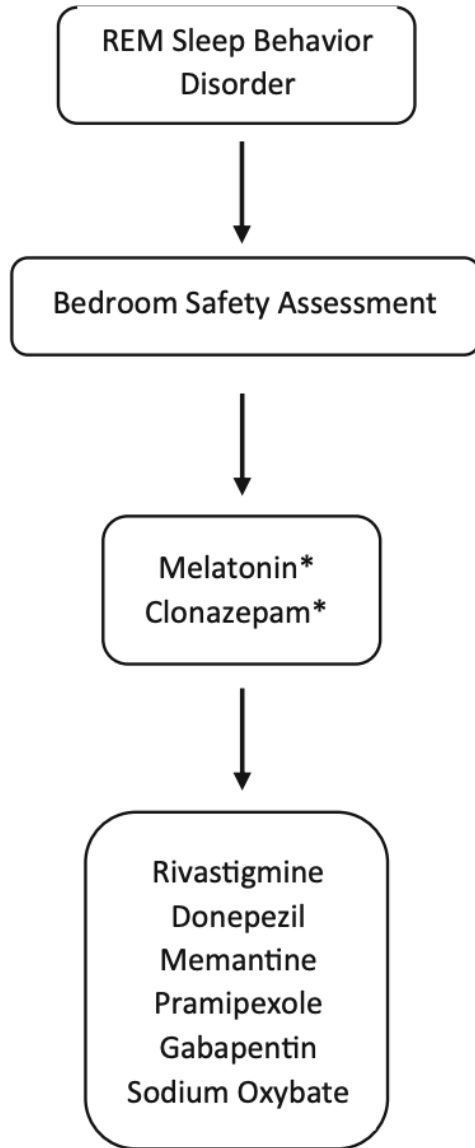 REM Sleep Behavior
Disorder
Bedroom Safety Assessment
Melatonin*
Clonazepam*
Rivastigmine
Donepezil
Memantine
Pramipexole
Gabapentin
Sodium Oxybate